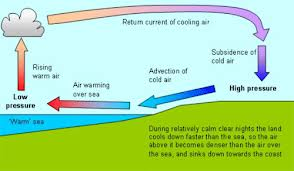 Return current of cooling air
Rising
warm air
Subsidence of
cold air
Air warming
over sea
Advection of
cold air
Low
pressure
High pressure
'Warm' sea
During relatively calm clear nights the land
cools down faster than the sea, so the air
above it becomes denser than the air over
the sea, and sinks down towards the coast